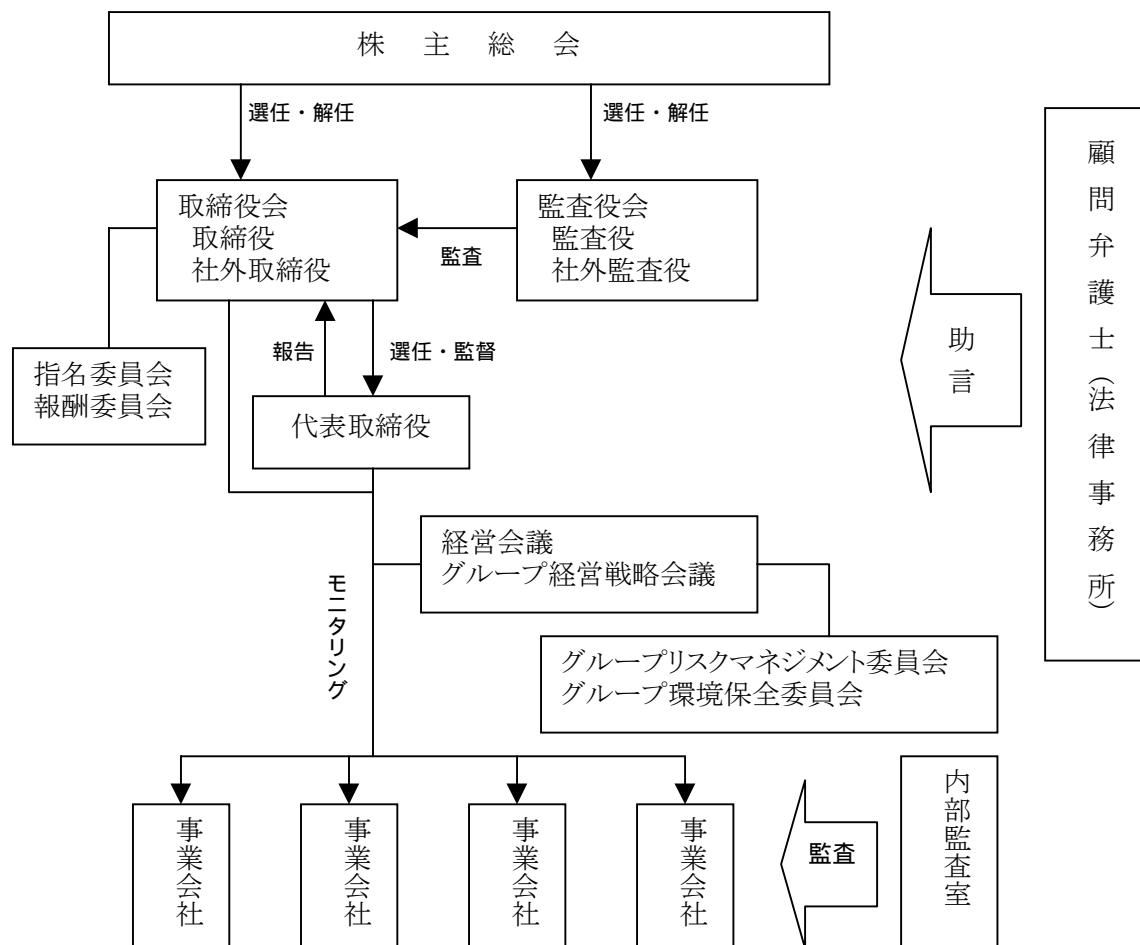 株主総会
選任・解任
選任・解任
取締役会
取締役
社外取締役
監査
監査役会
監査役
社外監査役
顧問弁護士（法律事務所）
助言
報告
選任・監督
指名委員会
報酬委員会
代表取締役
経営会議
グループ経営戦略会議
モニタリング
グループリスクマネジメント委員会
グループ環境保全委員会
事業会社
事業会社
事業会社
事業会社
監査
内部監査室